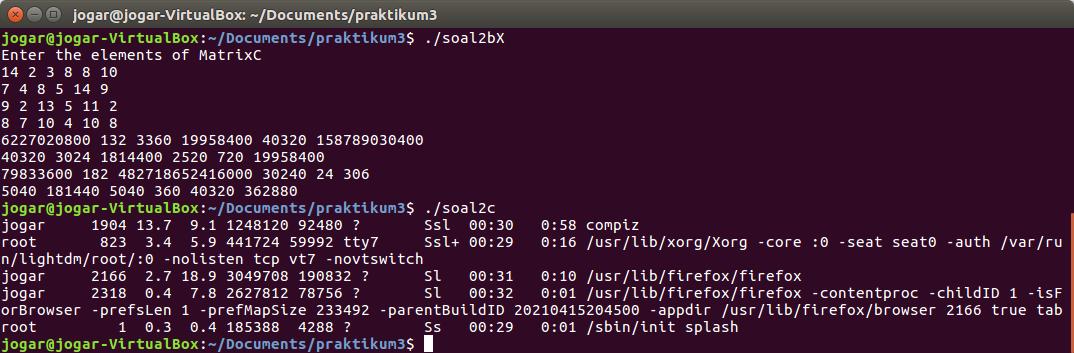 jogar@jogar-VirtualBox: ~/Documents/praktikum3
jogar@jogar-VirtualBox:~/Documents/praktikum3$ ./soal2bX
Enter the elements of MatrixC
14 2 3 8 8 10
7 4 8 5 14 9
9 2 13 5 11 2
8 7 10 4 10 8
6227020800 132 3360 19958400 40320 158789030400
40320 3024 1814400 2520 720 19958400
79833600 182 482718652416000 30240 24 306
5040 181440 5040 360 40320 362880
jogar@jogar-VirtualBox:~/Documents/praktikum3$ ./soal2c
jogar     1904 13.7  9.1 1248120 92480 ?       Ssl  00:30   0:58 compiz
root       823  3.4  5.9 441724 59992 tty7     Ssl+ 00:29   0:16 /usr/lib/xorg/Xorg -core :0 -seat seat0 -auth /var/ru
n/lightdm/root/:0 -nolisten tcp vt7 -novtswitch
jogar     2166  2.7 18.9 3049708 190832 ?      Sl   00:31   0:10 /usr/lib/firefox/firefox
jogar     2318  0.4  7.8 2627812 78756 ?       Sl   00:32   0:01 /usr/lib/firefox/firefox -contentproc -childID 1 -isF
orBrowser -prefsLen 1 -prefMapSize 233492 -parentBuildID 20210415204500 -appdir /usr/lib/firefox/browser 2166 true tab
root         1  0.3  0.4 185388  4288 ?        Ss   00:29   0:01 /sbin/init splash
jogar@jogar-VirtualBox:~/Documents/praktikum3$